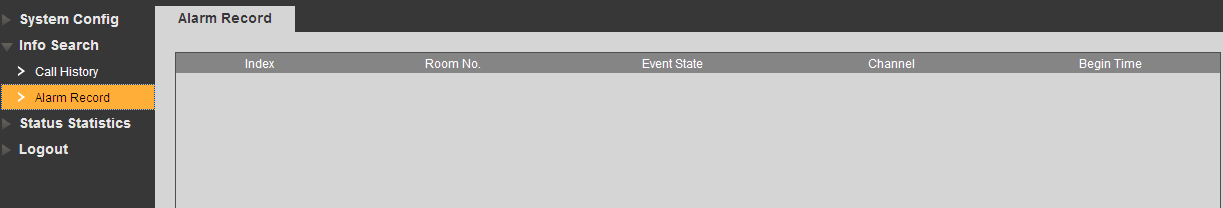 System Config
Info Search
Call History
Alarm Record
Status Statistics
Logout
Alarm Record
Index Room No. Event State Channel Begin Time